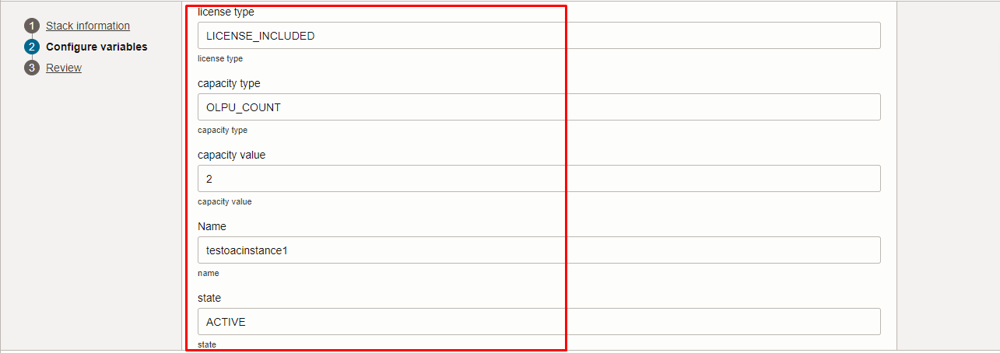 1 Stack information
2 Configure variables
3 Review
license type
LICENSE_INCLUDED
license type
capacity type
OLPU_COUNT
capacity type
capacity value
2
capacity value
Name
testoacinstance1
name
state
ACTIVE
state